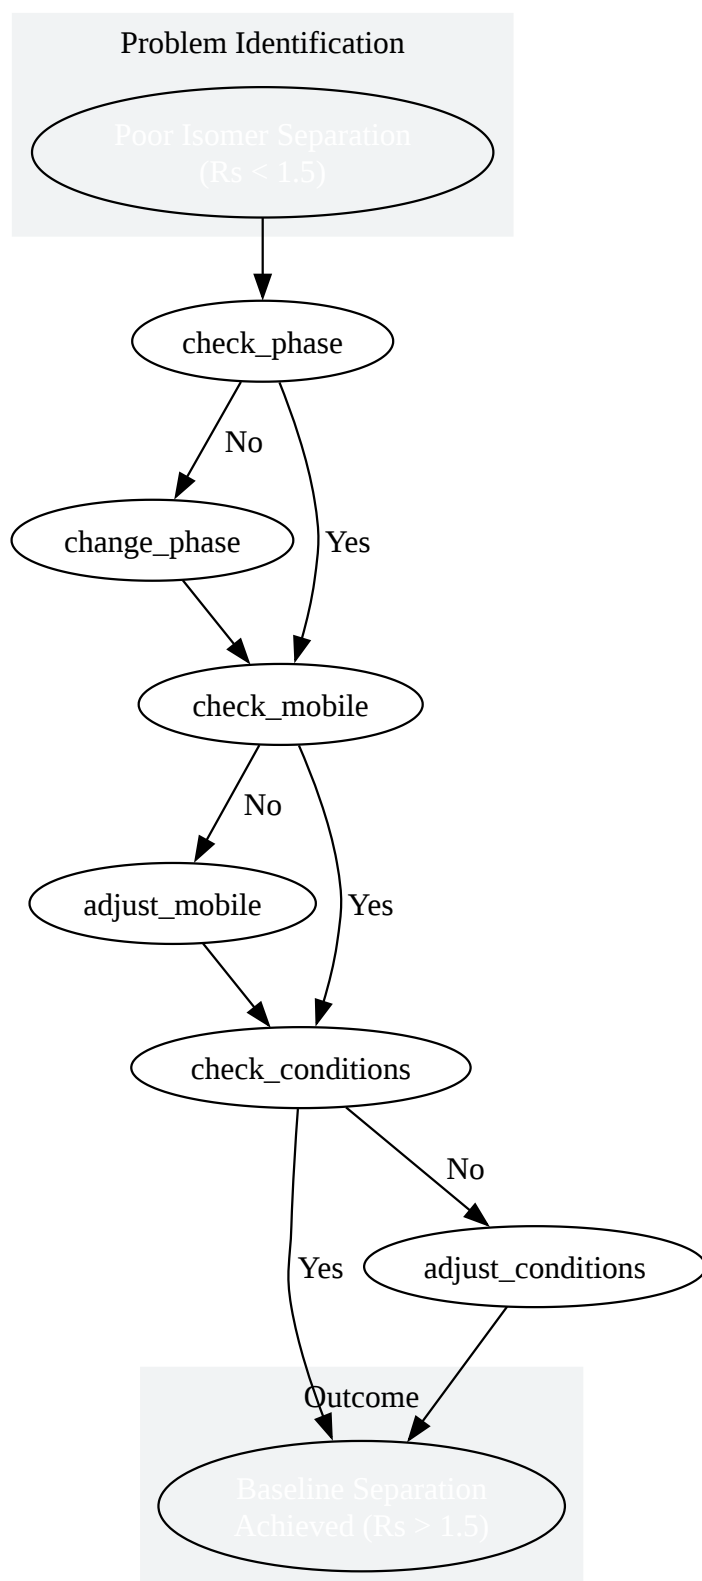 Problem Identification
Poor Isomer Separation
(Rs < 1.5)
check_phase
No
change_phase
Yes
check_mobile
No
adjust_mobile
Yes
check_conditions
No
Yes
adjust_conditions
Outcome
Baseline Separation
Achieved (Rs > 1.5)